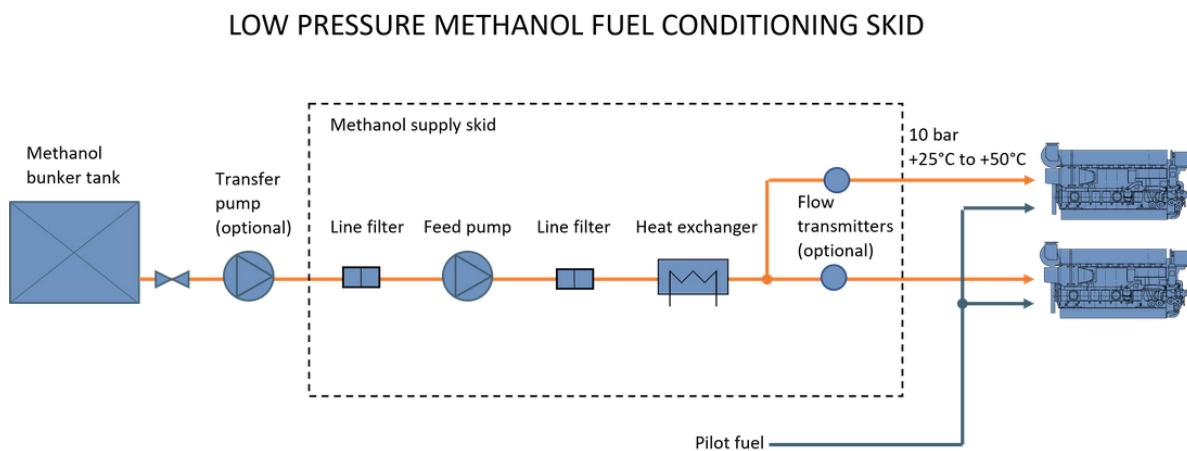 LOW PRESSURE METHANOL FUEL CONDITIONING SKID
Methanol supply skid
10 bar
+25°C to +50°C
Methanol
bunker tank
Transfer
pump
(optional)
Line filter
Feed pump
Line filter
Heat exchanger
Flow
transmitters
(optional)
Pilot fuel